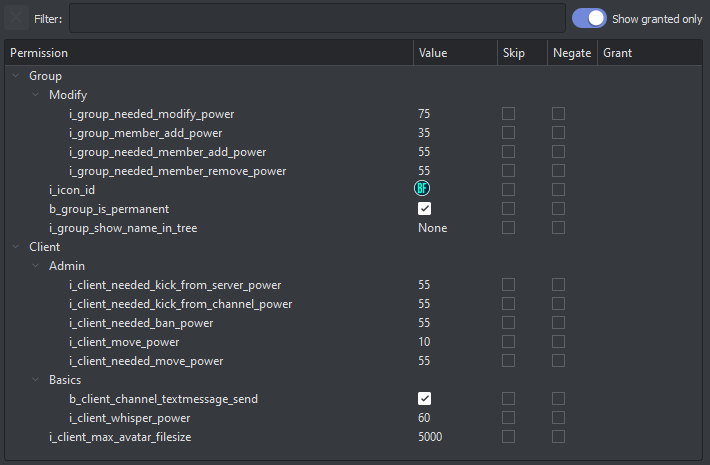 Filter: Show granted only
Permission Value Skip Negate Grant
Group
Modify
i_group_needed_modify_power 75
i_group_member_add_power 35
i_group_needed_member_add_power 55
i_group_needed_member_remove_power 55
i_icon_id BF
b_group_is_permanent
i_group_show_name_in_tree None
Client
Admin
i_client_needed_kick_from_server_power 55
i_client_needed_kick_from_channel_power 55
i_client_needed_ban_power 55
i_client_move_power 10
i_client_needed_move_power 55
Basics
b_client_channel_textmessage_send
i_client_whisper_power 60
i_client_max_avatar_filesize 5000